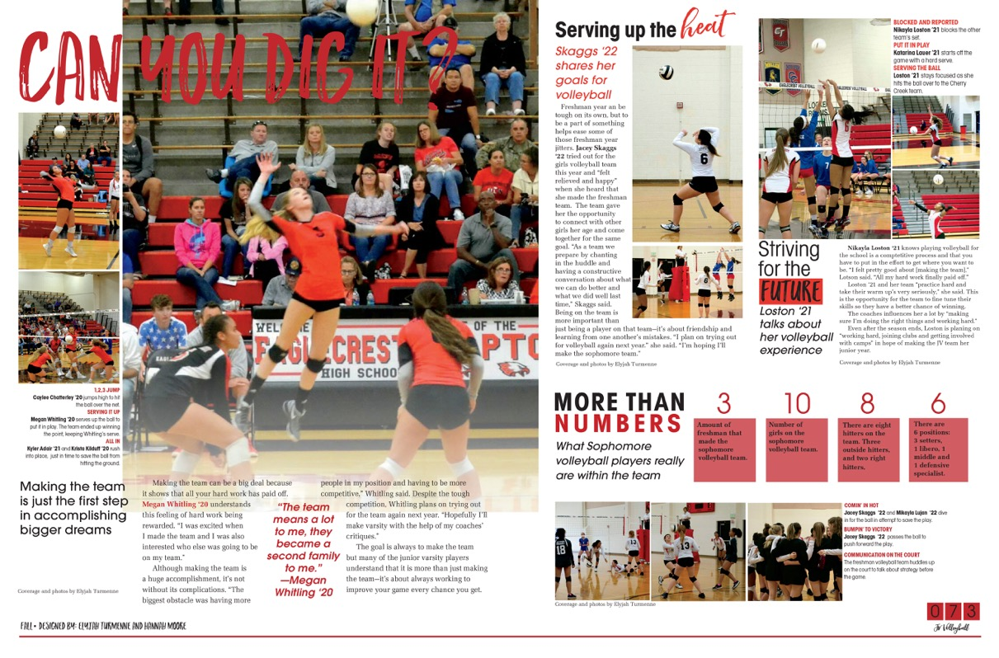 CAN YOU DIG IT?
1,2,3 JUMP
Caylee Chatterley '20 jumps high to hit
the ball over the net.
SERVING IT UP
Megan Whitling '20 serves up the ball to
put it in play. The team ended up winning
the point, keeping Whitling's serve.
ALL IN
Kyler Adair '21 and Krista Kilduff '20 rush
into place, just in time to save the ball from
hitting the ground.
Making the team
is just the first step
in accomplishing
bigger dreams
Coverage and photos by Elyjah Turmenne
WELCOME
EAGLECREST
HIGH SCHOOL
OF THE
Making the team can be a big deal because
it shows that all your hard work has paid off.
Megan Whitling '20 understands
this feeling of hard work being
rewarded. "I was excited when
I made the team and I was also
interested who else was going to be
on my team."
Although making the team is
a huge accomplishment, it's not
without its complications. "The
biggest obstacle was having more
"The team
means a lot
to me, they
became a
second family
to me."
—Megan
Whitling '20
people in my position and having to be more
competitive," Whitling said. Despite the tough
competition, Whitling plans on trying out
for the team again next year. "Hopefully I'll
make varsity with the help of my coaches'
critiques."
The goal is always to make the team
but many of the junior varsity players
understand that it is more than just making
the team—it's about always working to
improve your game every chance you get.
FALL • DESIGNED BY: ELYJAH TURMENNE AND HANNAH MOORE
Serving up the heat
Skaggs '22
shares her
goals for
volleyball
Freshman year an be
tough on its own, but to
be a part of something
helps ease some of
those freshman year
jitters. Jacey Skaggs
'22 tried out for the
girls volleyball team
this year and "felt
relieved and happy"
when she heard that
she made the freshman
team. The team gave
her the opportunity
to connect with other
girls her age and come
together for the same
goal. "As a team we
prepare by chanting
in the huddle and
having a constructive
conversation about what
we can do better and
what we did well last
time," Skaggs said.
Being on the team is
more important than
just being a player on that team—it's about friendship and
learning from one another's mistakes. "I plan on trying out
for volleyball again next year," she said. "I'm hoping I'll
make the sophomore team."
Coverage and photos by Elyjah Turmenne
6
6
BLOCKED AND REPORTED
Nikayla Loston '21 blocks the other
team's set.
PUT IT IN PLAY
Katarina Lauer '21 starts off the
game with a hard serve.
SERVING THE BALL
Loston '21 stays focused as she
hits the ball over to the Cherry
Creek team.
Striving
for the
FUTURE
Loston '21
talks about
her volleyball
experience
Nikayla Loston '21 knows playing volleyball for
the school is a comptetitive process and that you
have to put in the effort to get where you want to
be. "I felt pretty good about [making the team],"
Lotson said. "All my hard work finally paid off."
Loston '21 and her team "practice hard and
take their warm up's very seriously," she said. This
is the opportunity for the team to fine tune their
skills so they have a better chance of winning.
The coaches influences her a lot by "making
sure I'm doing the right things and working hard."
Even after the season ends, Loston is planing on
"working hard, joining clubs and getting involved
with camps" in hope of making the JV team her
junior year.
Coverage and photos by Elyjah Turmenne
MORE THAN
NUMBERS
What Sophomore
volleyball players really
are within the team
3
Amount of
freshman that
made the
sophomore
volleyball team.
10
Number of
girls on the
sophomore
volleyball team.
8
There are eight
hitters on the
team. Three
outside hitters,
and two right
hitters.
6
There are
6 positions:
3 setters,
1 libero, 1
middle and
1 defensive
specialist.
18
13
13
COMIN' IN HOT
Jacey Skaggs '22 and Mikayla Lujan '22 dive
in for the ball in attempt to save the play.
BUMPIN' TO VICTORY
Jacey Skaggs '22 passes the ball to
push forward the play.
COMMUNICATION ON THE COURT
The freshmen volleyball team huddles up
on the court to talk about strategy before
the game.
Coverage and photos by Elyjah Turmenne
073
Jv Volleyball